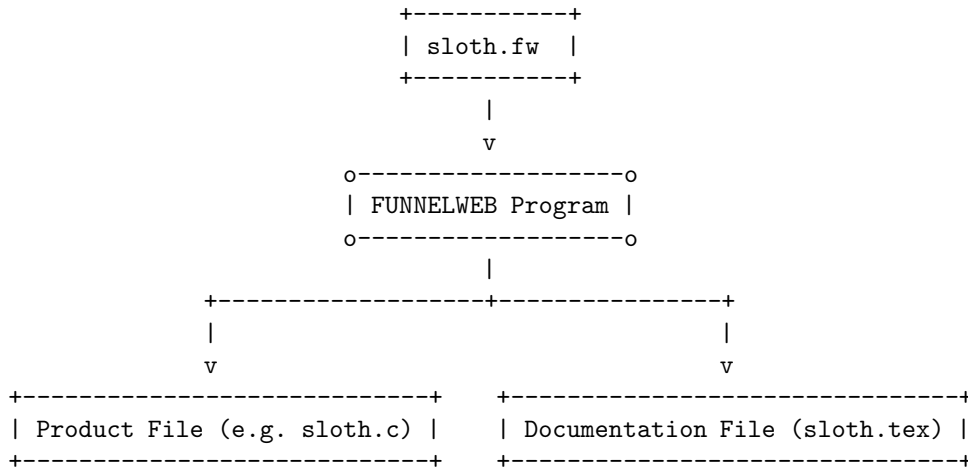 sloth.fw
FUNNELWEB Program
Product File (e.g. sloth.c)
Documentation File (sloth.tex)